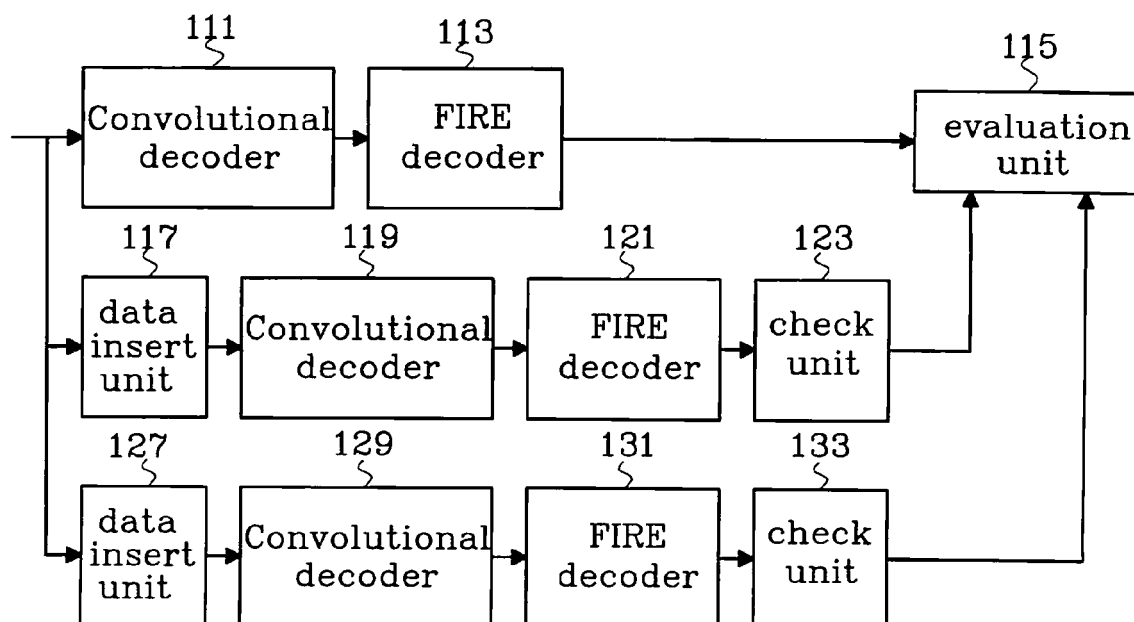 111
113
115
Convolutional
decoder
FIRE
decoder
evaluation
unit
117
119
121
123
data
insert
unit
Convolutional
decoder
FIRE
decoder
check
unit
127
129
131
133
data
insert
unit
Convolutional
decoder
FIRE
decoder
check
unit